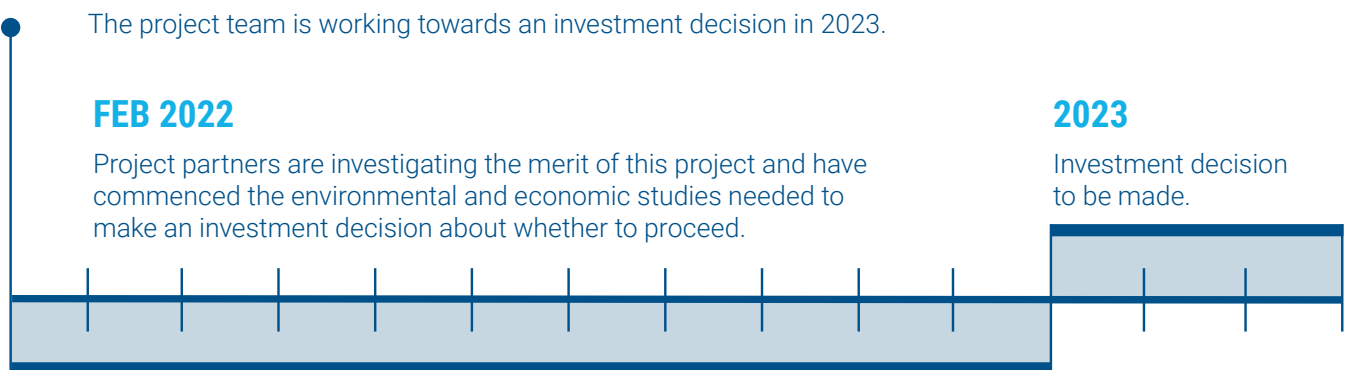 The project team is working towards an investment decision in 2023.
FEB 2022
Project partners are investigating the merit of this project and have
commenced the environmental and economic studies needed to
make an investment decision about whether to proceed.
2023
Investment decision
to be made.